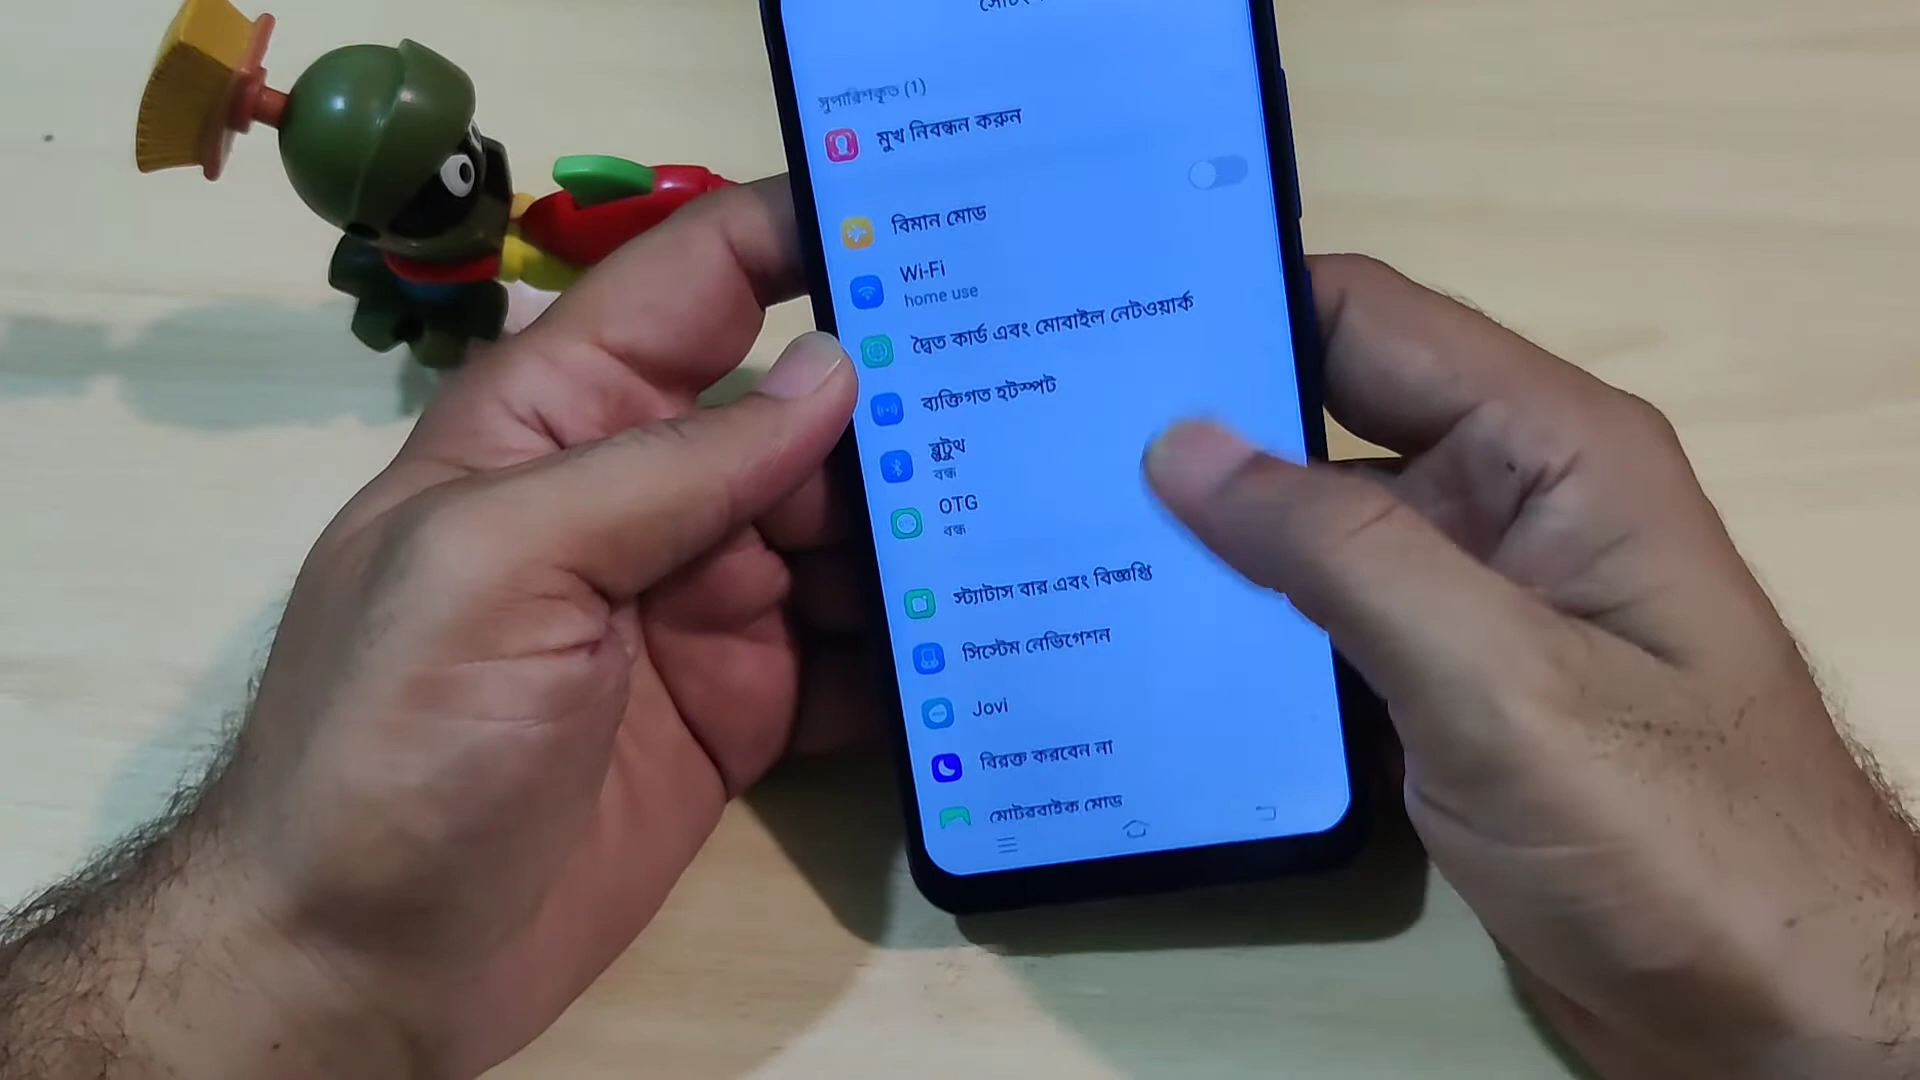 সুপারিশকৃত (1)
মুখ নিবন্ধন করুন
বিমান মোড
Wi-Fi
home use
দ্বৈত কার্ড এবং মোবাইল নেটওয়ার্ক
ব্যক্তিগত হটস্পট
ব্লুটুথ
বন্ধ
OTG
বন্ধ
স্ট্যাটাস বার এবং বিজ্ঞপ্তি
সিস্টেম নেভিগেশন
Jovi
বিরক্ত করবেন না
মোটরবাইক মোড